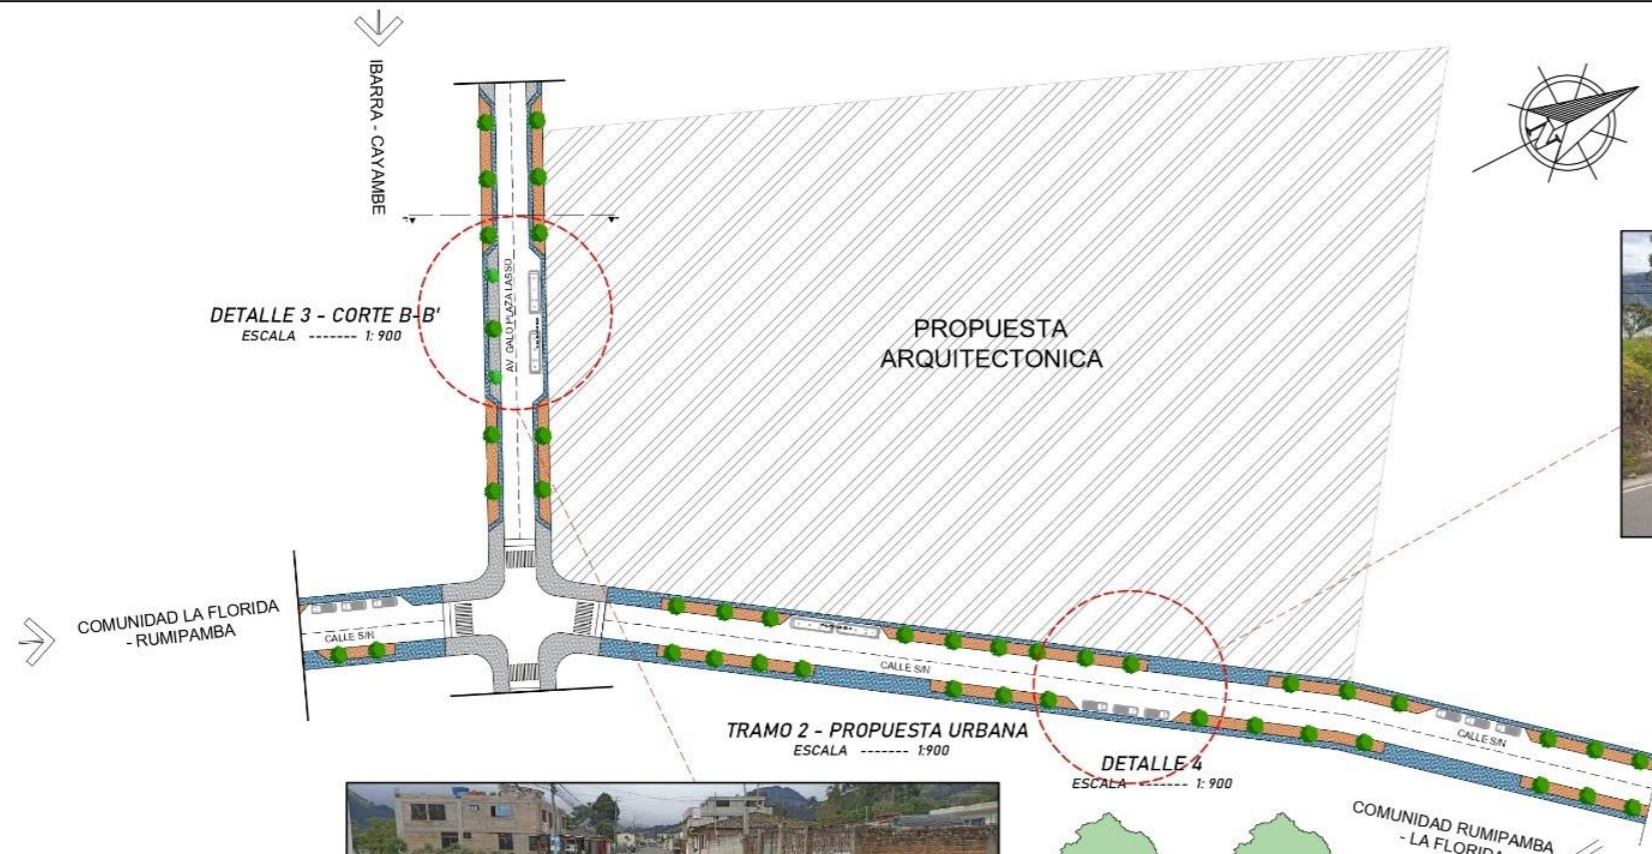 IBARRA - CAYAMBE
N
DETALLE 3 - CORTE B-B'
ESCALA ------- 1: 900
AV. GALO PLAZA LASSO
PROPUESTA
ARQUITECTONICA
COMUNIDAD LA FLORIDA
- RUMIPAMBA
CALLE S/N
CALLE S/N
TRAMO 2 - PROPUESTA URBANA
ESCALA ------- 1:900
DETALLE 4
ESCALA ------- 1: 900
CALLE S/N
COMUNIDAD RUMIPAMBA
- LA FLORIDA